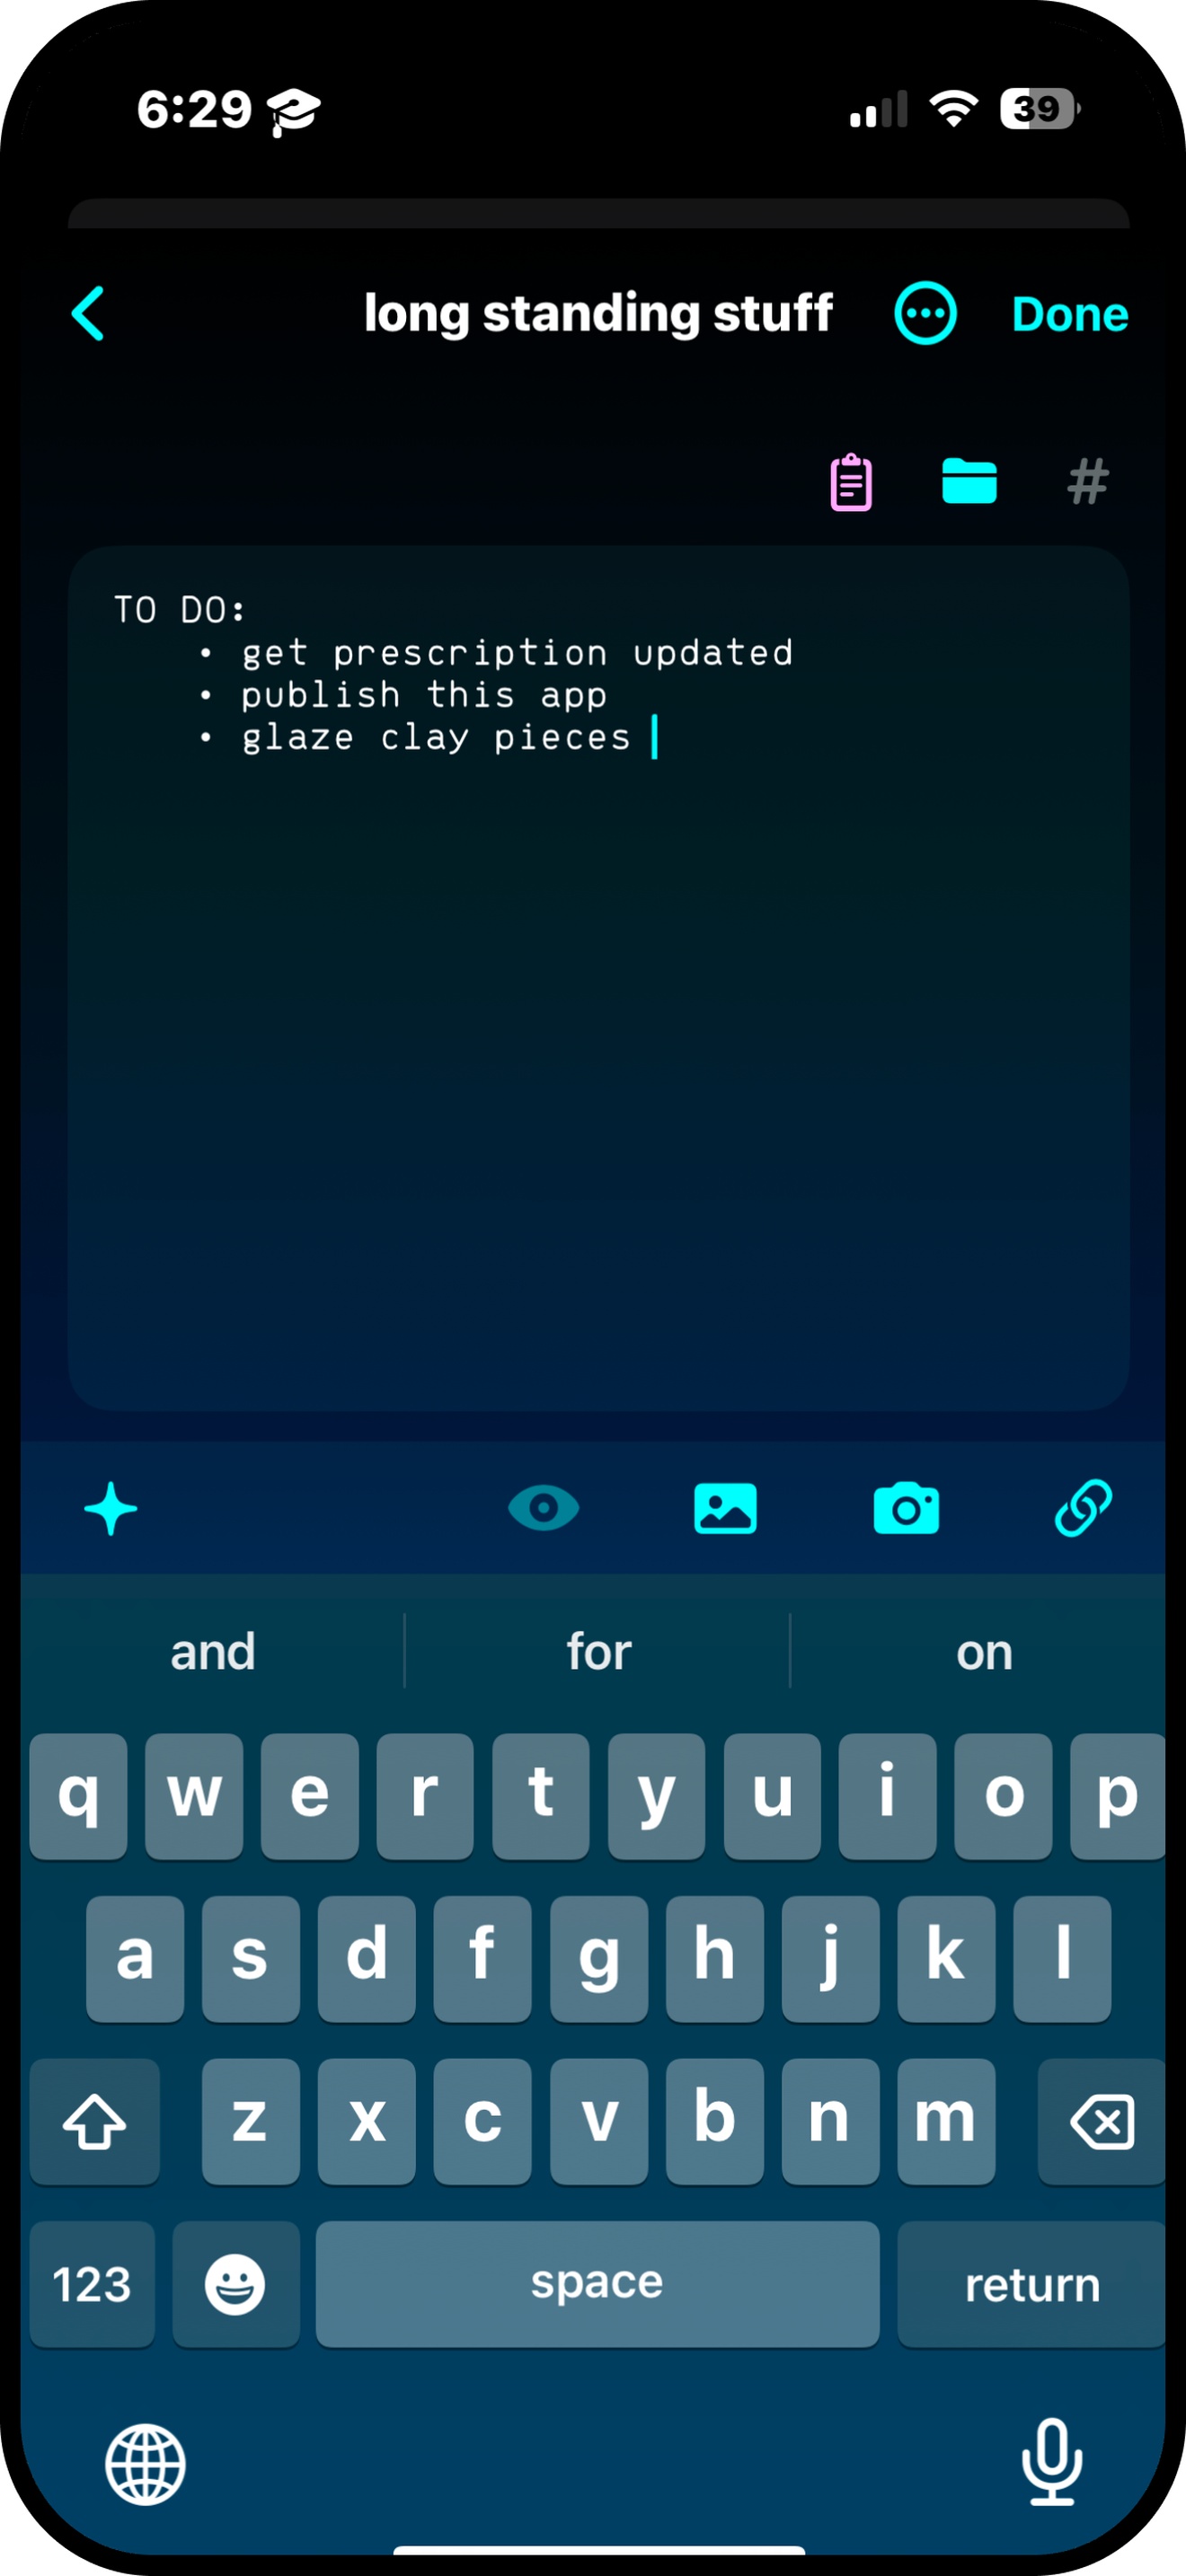 6:29
39
long standing stuff
Done
#
TO DO:
• get prescription updated
• publish this app
• glaze clay pieces
and for on
q w e r t y u i o p
a s d f g h j k l
z x c v b n m
123 space return